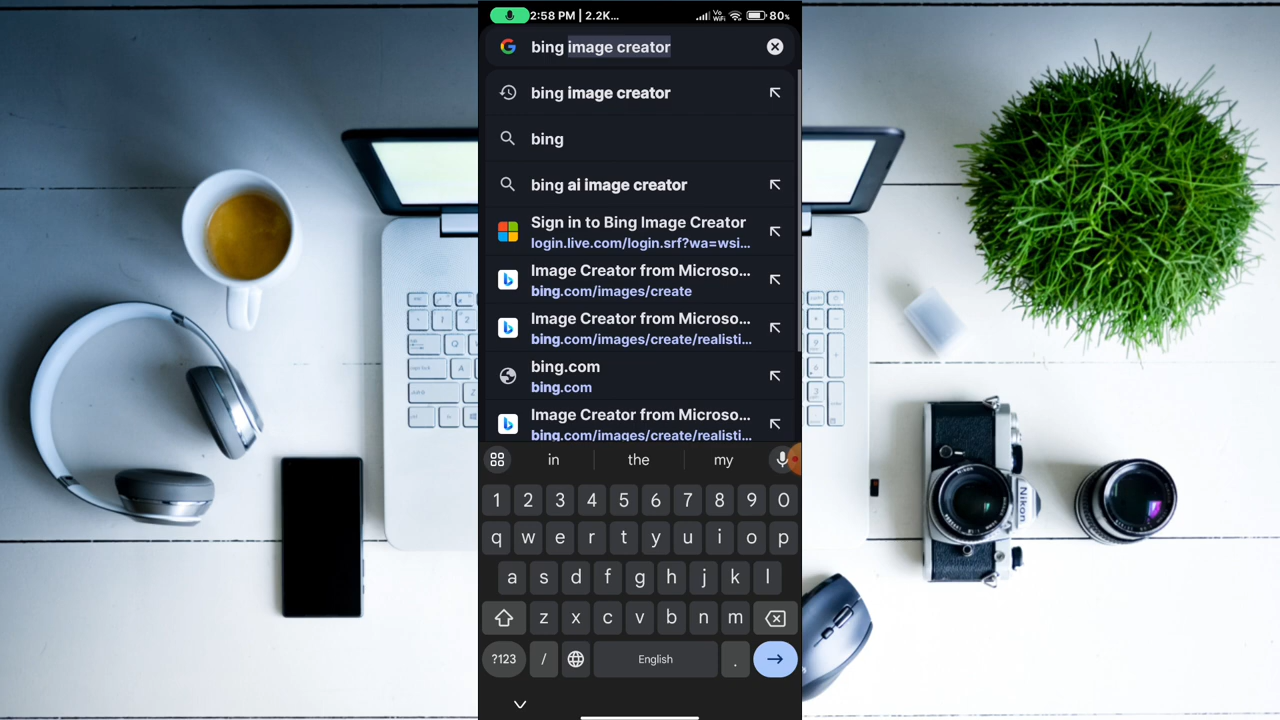 2:58 PM | 2.2K...
Vo
WiFi
80%
bing image creator
bing image creator
bing
bing ai image creator
Sign in to Bing Image Creator
login.live.com/login.srf?wa=wsi...
Image Creator from Microso...
bing.com/images/create
Image Creator from Microso...
bing.com/images/create/realisti...
bing.com
bing.com
Image Creator from Microso...
bing.com/images/create/realisti...
in the my
1 2 3 4 5 6 7 8 9 0
q w e r t y u i o p
a s d f g h j k l
z x c v b n m
?123 / English .
Nikon